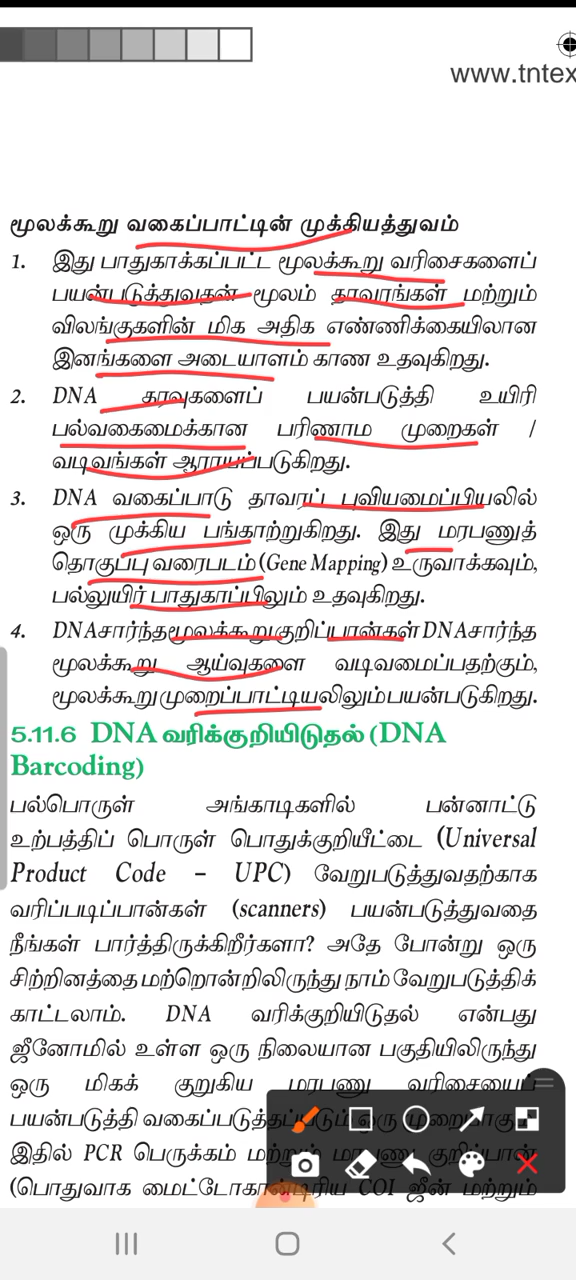 www.tntex
மூலக்கூறு வகைப்பாட்டின் முக்கியத்துவம்
1. இது பாதுகாக்கப்பட்ட மூலக்கூறு வரிசைகளைப்
பயன்படுத்துவதன் மூலம் தாவரங்கள் மற்றும்
விலங்குகளின் மிக அதிக எண்ணிக்கையிலான
இனங்களை அடையாளம் காண உதவுகிறது.
2. DNA தரவுகளைப் பயன்படுத்தி உயிரி
பல்வகைமைக்கான பரிணாம முறைகள் /
வடிவங்கள் ஆராயப்படுகிறது.
3. DNA வகைப்பாடு தாவரப் புவியமைப்பியலில்
ஒரு முக்கிய பங்காற்றுகிறது. இது மரபணுத்
தொகுப்பு வரைபடம் (Gene Mapping) உருவாக்கவும்,
பல்லுயிர் பாதுகாப்பிலும் உதவுகிறது.
4. DNA சார்ந்த மூலக்கூறு குறிப்பான்கள் DNA சார்ந்த
மூலக்கூறு ஆய்வுகளை வடிவமைப்பதற்கும்,
மூலக்கூறு முறைப்பாட்டியலிலும் பயன்படுகிறது.
5.11.6 DNA வரிக்குறியிடுதல் (DNA
Barcoding)
பல்பொருள் அங்காடிகளில் பன்னாட்டு
உற்பத்திப் பொருள் பொதுக்குறியீட்டை (Universal
Product Code – UPC) வேறுபடுத்துவதற்காக
வரிப்படிப்பான்கள் (scanners) பயன்படுத்துவதை
நீங்கள் பார்த்திருக்கிறீர்களா? அதே போன்று ஒரு
சிற்றினத்தை மற்றொன்றிலிருந்து நாம் வேறுபடுத்திக்
காட்டலாம். DNA வரிக்குறியிடுதல் என்பது
ஜீனோமில் உள்ள ஒரு நிலையான பகுதியிலிருந்து
ஒரு மிகக் குறுகிய மரபணு வரிசையைப்
பயன்படுத்தி வகைப்படுத்தப்படும் ஒரு முறையாகும்.
இதில் PCR பெருக்கம் மற்றும் மரபணு குறிப்பான்
(பொதுவாக மைட்டோகாண்டிரிய COI ஜீன் மற்றும்